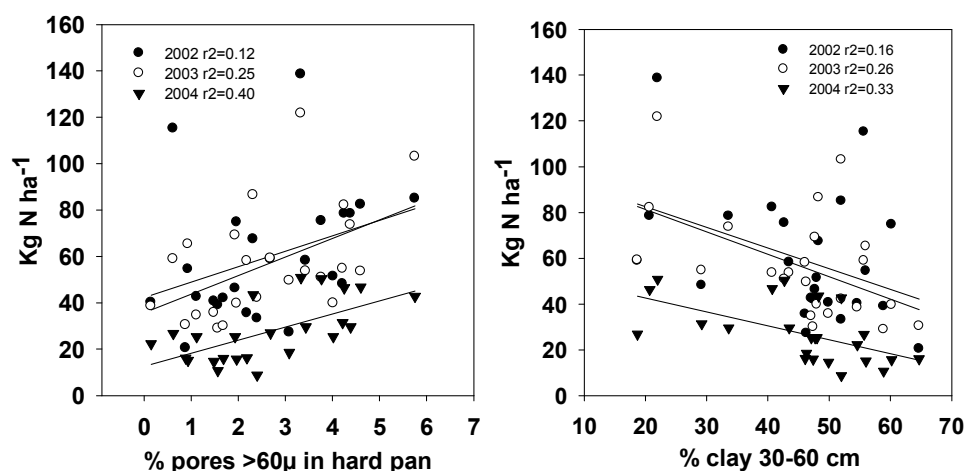 160
140
120
100
80
60
40
20
0
Kg N ha-1
2002 r2=0.12
2003 r2=0.25
2004 r2=0.40
0 1 2 3 4 5 6 7
% pores >60μ in hard pan
160
140
120
100
80
60
40
20
0
Kg N ha-1
2002 r2=0.16
2003 r2=0.26
2004 r2=0.33
10 20 30 40 50 60 70
% clay 30-60 cm